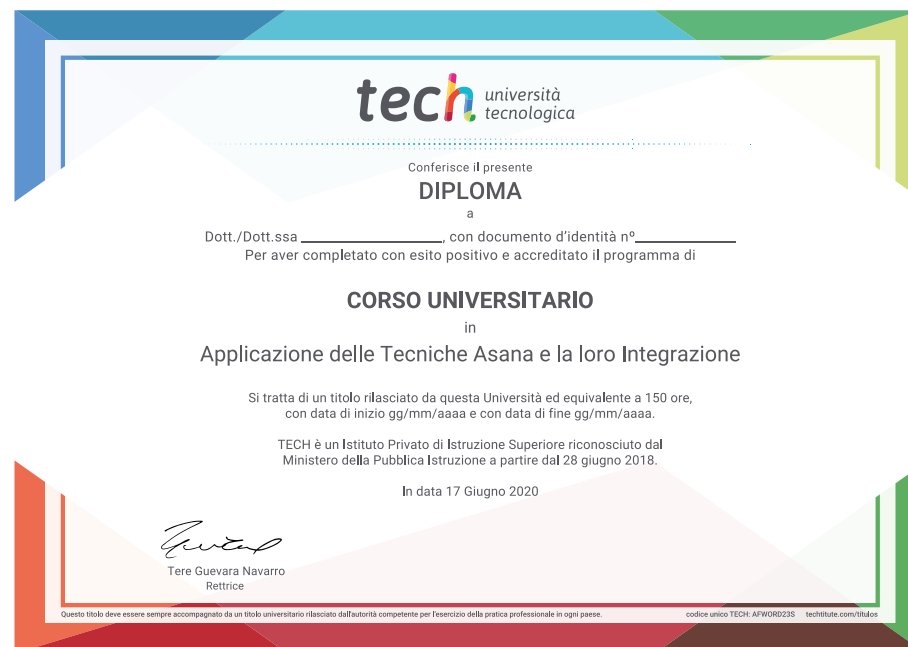 tech università
tecnologica
Conferisce il presente
DIPLOMA
a
Dott./Dott.ssa ____________________, con documento d'identità nº______________
Per aver completato con esito positivo e accreditato il programma di
CORSO UNIVERSITARIO
in
Applicazione delle Tecniche Asana e la loro Integrazione
Si tratta di un titolo rilasciato da questa Università ed equivalente a 150 ore,
con data di inizio gg/mm/aaaa e con data di fine gg/mm/aaaa.
TECH è un Istituto Privato di Istruzione Superiore riconosciuto dal
Ministero della Pubblica Istruzione a partire dal 28 giugno 2018.
In data 17 Giugno 2020
Tere Guevara Navarro
Rettrice
Questo titolo deve essere sempre accompagnato da un titolo universitario rilasciato dall'autorità competente per l'esercizio della pratica professionale in ogni paese. codice unico TECH: AFWORD23S techtitute.com/titulos